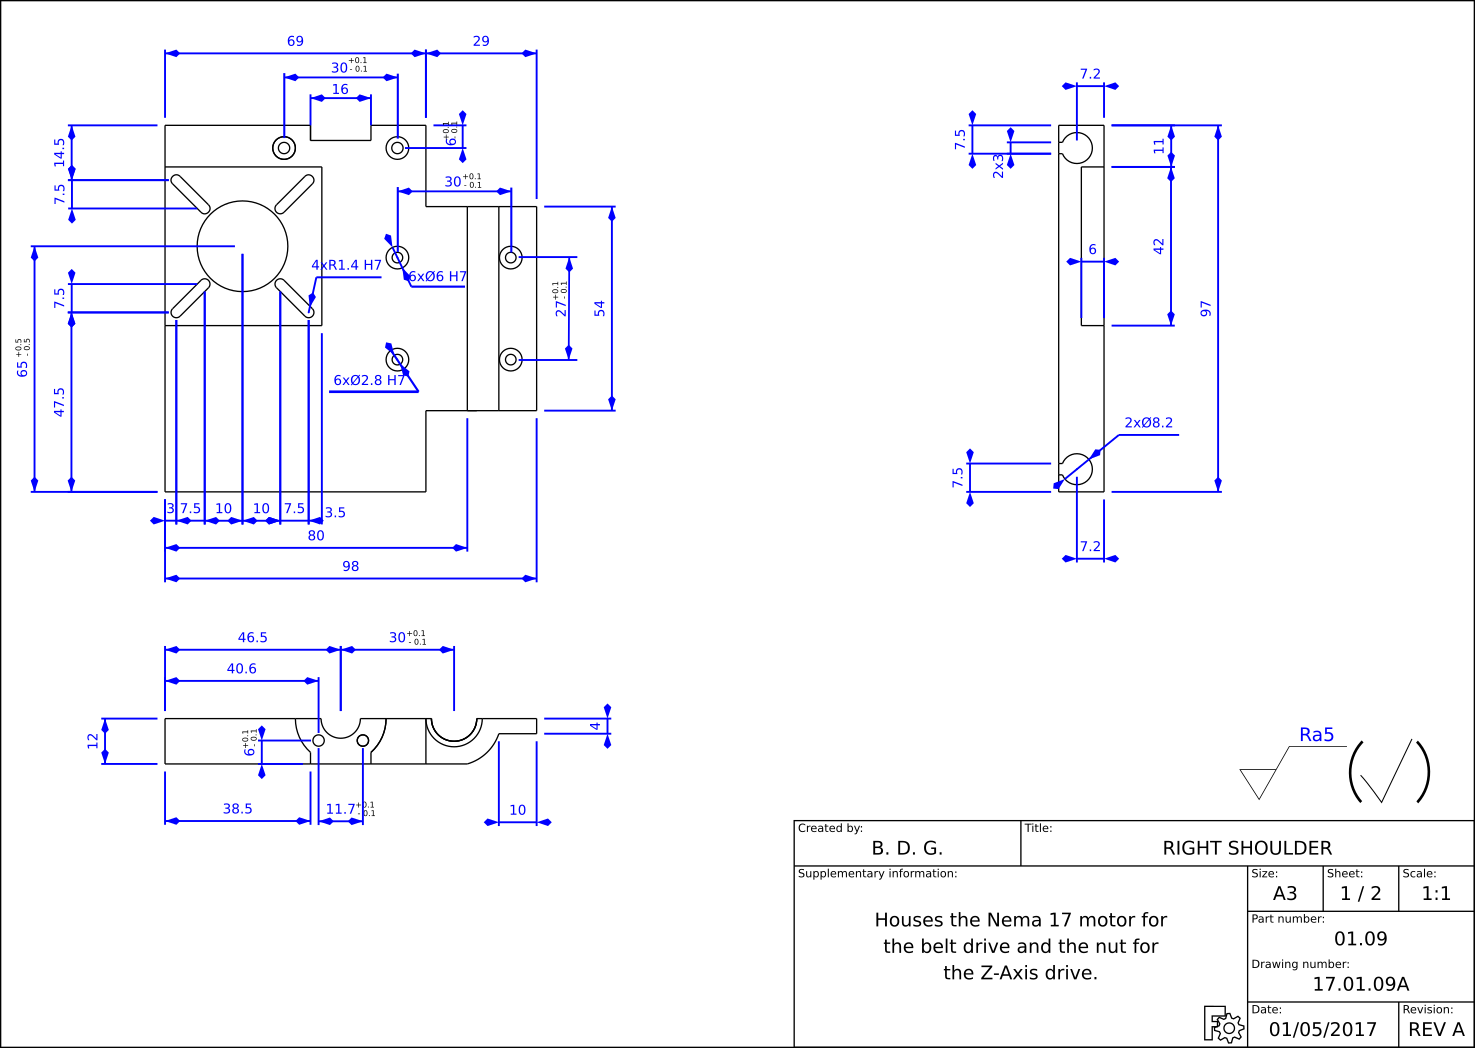 69
29
30 +0.1 -0.1
16
6 +0.1 -0.1
14.5
7.5
30 +0.1 -0.1
4xR1.4 H7
6xØ6 H7
7.5
27 +0.1 -0.1
54
65 +0.5 -0.5
47.5
6xØ2.8 H7
3
7.5
10
10
7.5
3.5
80
98
7.2
7.5
2x3
11
6
42
97
2xØ8.2
7.5
7.2
46.5
30 +0.1 -0.1
40.6
12
6 +0.1 -0.1
4
38.5
11.7 +0.1 -0.1
10
Ra5
Created by:
B. D. G.
Title:
RIGHT SHOULDER
Supplementary information:
Houses the Nema 17 motor for
the belt drive and the nut for
the Z-Axis drive.
Size:
A3
Sheet:
1 / 2
Scale:
1:1
Part number:
01.09
Drawing number:
17.01.09A
Date:
01/05/2017
Revision:
REV A